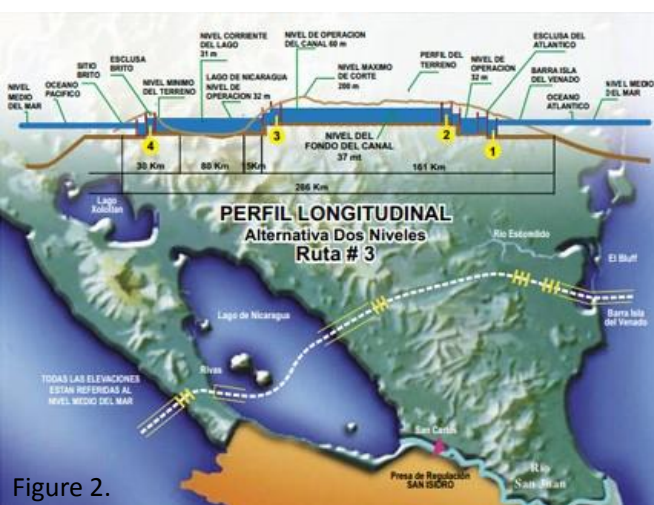 NIVEL
MEDIO
DEL MAR
OCEANO
PACIFICO
SITIO
BRITO
ESCLUSA
BRITO
NIVEL MINIMO
DEL TERRENO
NIVEL CORRIENTE
DEL LAGO
31 m
LAGO DE NICARAGUA
NIVEL DE
OPERACION 32 m
NIVEL DE OPERACION
DEL CANAL 60 m
NIVEL MAXIMO
DE CORTE
200 m
PERFIL DEL
TERRENO
NIVEL DE
OPERACION
32 m
ESCLUSA DEL
ATLANTICO
BARRA ISLA
DEL VENADO
OCEANO
ATLANTICO
NIVEL MEDIO
DEL MAR
4
3
2
1
NIVEL DEL
FONDO DEL CANAL
37 mt
30 Km
80 Km
15Km
161 Km
286 Km
PERFIL LONGITUDINAL
Alternativa Dos Niveles
Ruta # 3
Lago
Xolotlan
Rio Escondido
El Bluff
Lago de Nicaragua
Barra Isla
del Venado
Rivas
TODAS LAS ELEVACIONES
ESTAN REFERIDAS AL
NIVEL MEDIO DEL MAR
San Carlos
Presa de Regulación
SAN ISIDRO
Rio
San Juan
Figure 2.